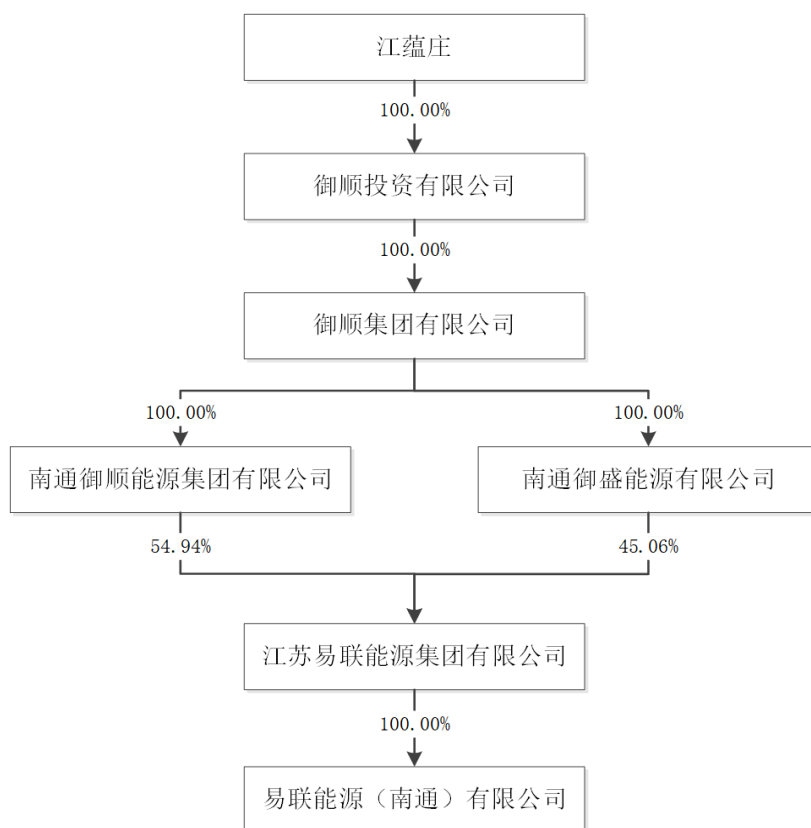 江蕴庄
100.00%
御顺投资有限公司
100.00%
御顺集团有限公司
100.00%
100.00%
南通御顺能源集团有限公司
南通御盛能源有限公司
54.94%
45.06%
江苏易联能源集团有限公司
100.00%
易联能源（南通）有限公司